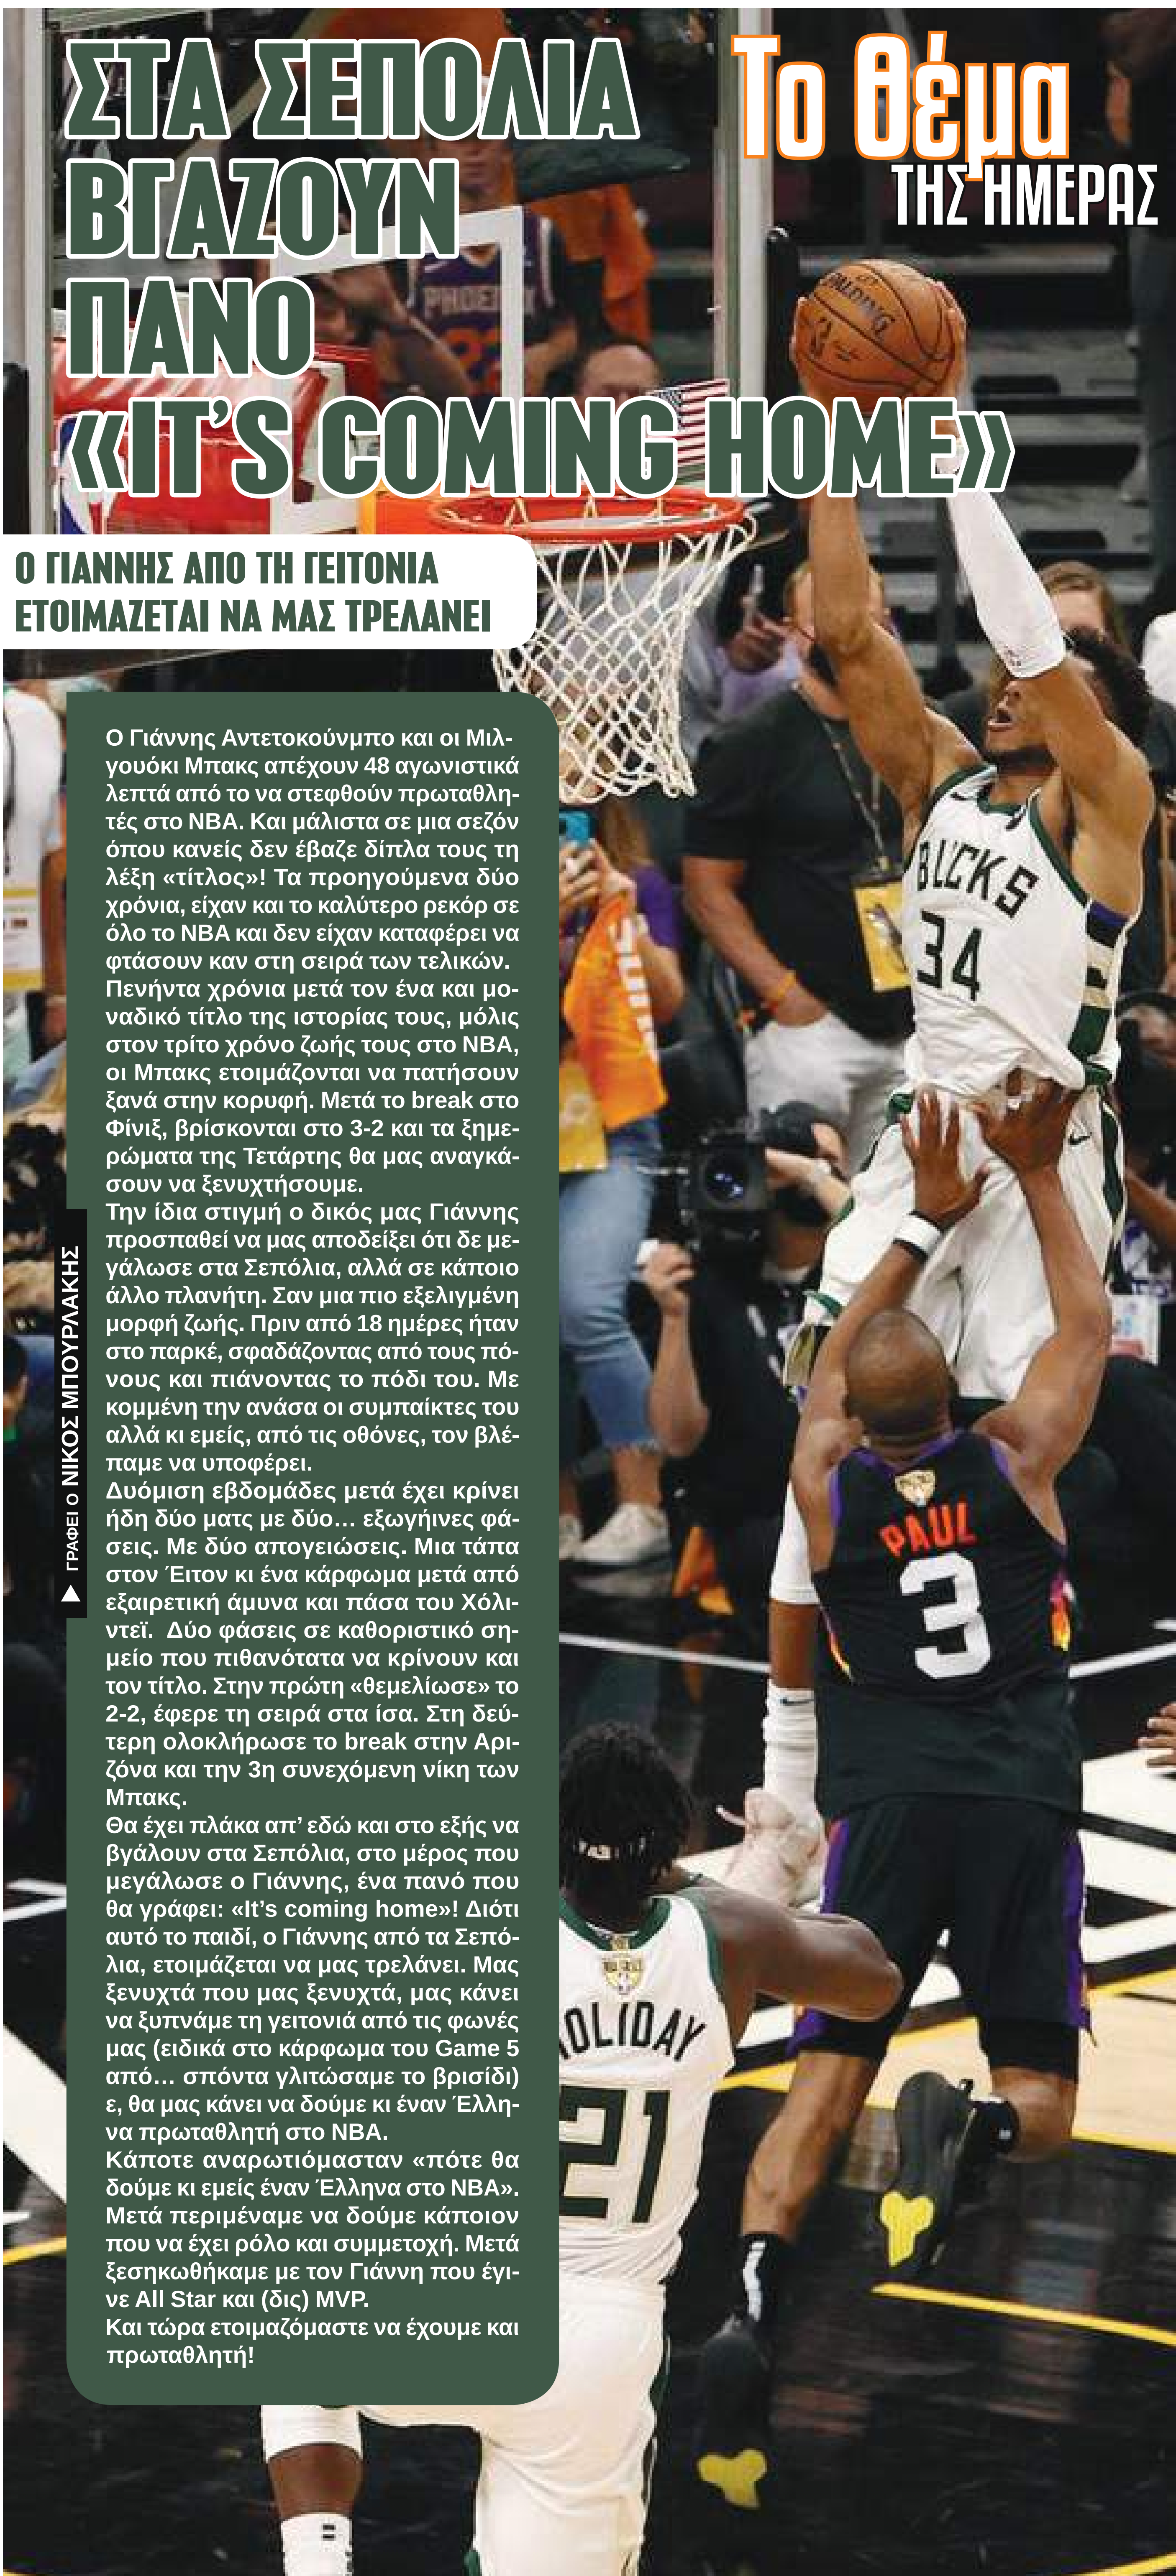 ΣΤΑ ΣΕΠΟΛΙΑ
ΒΓΑΖΟΥΝ
ΠΑΝΟ
«IT’S COMING HOME»
Το Θέμα
ΤΗΣ ΗΜΕΡΑΣ
Ο ΓΙΑΝΝΗΣ ΑΠΟ ΤΗ ΓΕΙΤΟΝΙΑ
ΕΤΟΙΜΑΖΕΤΑΙ ΝΑ ΜΑΣ ΤΡΕΛΑΝΕΙ
ΓΡΑΦΕΙ Ο ΝΙΚΟΣ ΜΠΟΥΡΛΑΚΗΣ
Ο Γιάννης Αντετοκούνμπο και οι Μιλ-
γουόκι Μπακς απέχουν 48 αγωνιστικά
λεπτά από το να στεφθούν πρωταθλη-
τές στο NBA. Και μάλιστα σε μια σεζόν
όπου κανείς δεν έβαζε δίπλα τους τη
λέξη «τίτλος»! Τα προηγούμενα δύο
χρόνια, είχαν και το καλύτερο ρεκόρ σε
όλο το NBA και δεν είχαν καταφέρει να
φτάσουν καν στη σειρά των τελικών.
Πενήντα χρόνια μετά τον ένα και μο-
ναδικό τίτλο της ιστορίας τους, μόλις
στον τρίτο χρόνο ζωής τους στο NBA,
οι Μπακς ετοιμάζονται να πατήσουν
ξανά στην κορυφή. Μετά το break στο
Φίνιξ, βρίσκονται στο 3-2 και τα ξημε-
ρώματα της Τετάρτης θα μας αναγκά-
σουν να ξενυχτήσουμε.
Την ίδια στιγμή ο δικός μας Γιάννης
προσπαθεί να μας αποδείξει ότι δε με-
γάλωσε στα Σεπόλια, αλλά σε κάποιο
άλλο πλανήτη. Σαν μια πιο εξελιγμένη
μορφή ζωής. Πριν από 18 ημέρες ήταν
στο παρκέ, σφαδάζοντας από τους πό-
νους και πιάνοντας το πόδι του. Με
κομμένη την ανάσα οι συμπαίκτες του
αλλά κι εμείς, από τις οθόνες, τον βλέ-
παμε να υποφέρει.
Δυόμιση εβδομάδες μετά έχει κρίνει
ήδη δύο ματς με δύο… εξωγήινες φά-
σεις. Με δύο απογειώσεις. Μια τάπα
στον Έιτον κι ένα κάρφωμα μετά από
εξαιρετική άμυνα και πάσα του Χόλι-
ντεϊ. Δύο φάσεις σε καθοριστικό ση-
μείο που πιθανότατα να κρίνουν και
τον τίτλο. Στην πρώτη «θεμελίωσε» το
2-2, έφερε τη σειρά στα ίσα. Στη δεύ-
τερη ολοκλήρωσε το break στην Αρι-
ζόνα και την 3η συνεχόμενη νίκη των
Μπακς.
Θα έχει πλάκα απ’ εδώ και στο εξής να
βγάλουν στα Σεπόλια, στο μέρος που
μεγάλωσε ο Γιάννης, ένα πανό που
θα γράφει: «It’s coming home»! Διότι
αυτό το παιδί, ο Γιάννης από τα Σεπό-
λια, ετοιμάζεται να μας τρελάνει. Μας
ξενυχτά που μας ξενυχτά, μας κάνει
να ξυπνάμε τη γειτονιά από τις φωνές
μας (ειδικά στο κάρφωμα του Game 5
από… σπόντα γλιτώσαμε το βρισίδι)
ε, θα μας κάνει να δούμε κι έναν Έλλη-
να πρωταθλητή στο NBA.
Κάποτε αναρωτιόμασταν «πότε θα
δούμε κι εμείς έναν Έλληνα στο NBA».
Μετά περιμέναμε να δούμε κάποιον
που να έχει ρόλο και συμμετοχή. Μετά
ξεσηκωθήκαμε με τον Γιάννη που έγι-
νε All Star και (δις) MVP.
Και τώρα ετοιμαζόμαστε να έχουμε και
πρωταθλητή!
PHOENIX
SPALDING
BUCKS
34
PAUL
3
HOLIDAY
21